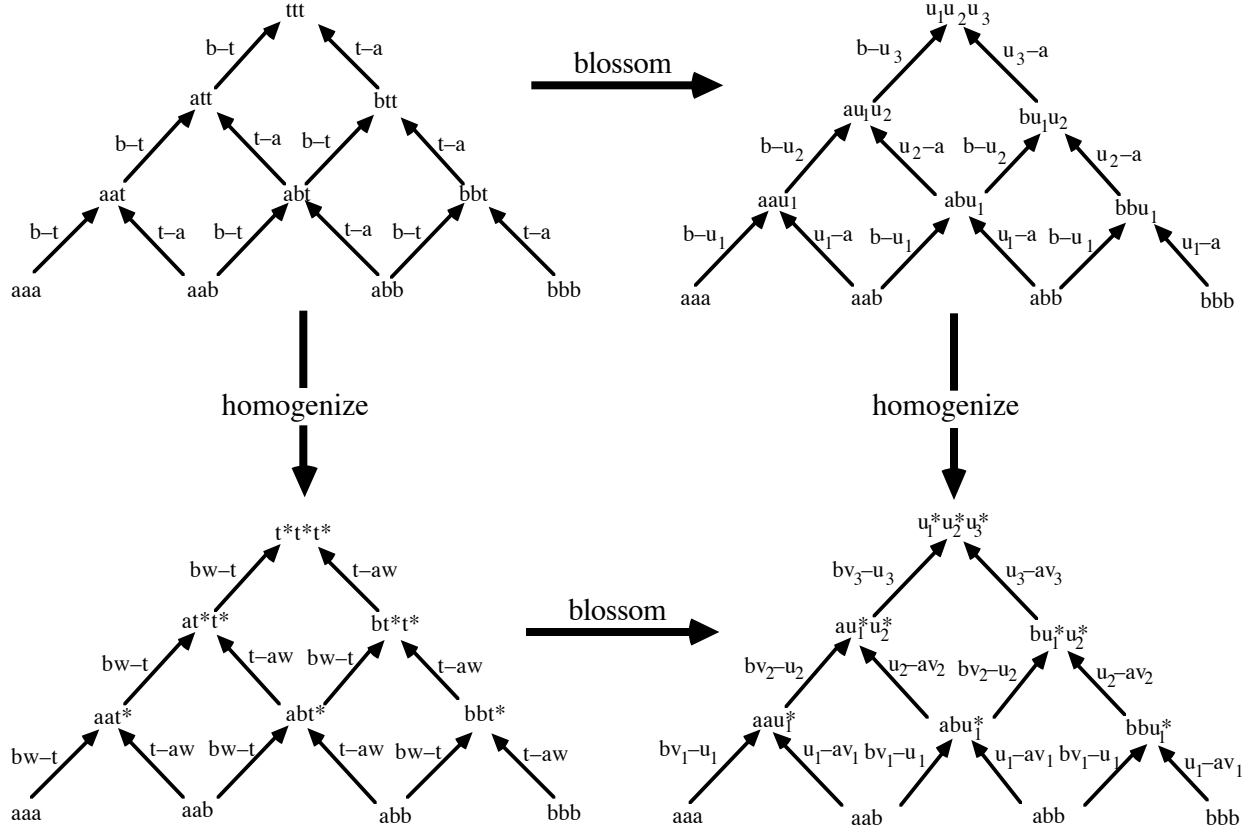 ttt
b–t t–a
att btt
b–t t–a b–t t–a
aat abt bbt
b–t t–a b–t t–a b–t t–a
aaa aab abb bbb
blossom
u₁u₂u₃
b–u₃ u₃–a
au₁u₂ bu₁u₂
b–u₂ u₂–a b–u₂ u₂–a
aau₁ abu₁ bbu₁
b–u₁ u₁–a b–u₁ u₁–a b–u₁ u₁–a
aaa aab abb bbb
homogenize
homogenize
t*t*t*
bw–t t–aw
at*t* bt*t*
bw–t t–aw bw–t t–aw
aat* abt* bbt*
bw–t t–aw bw–t t–aw bw–t t–aw
aaa aab abb bbb
blossom
u₁*u₂*u₃*
bv₃–u₃ u₃–av₃
au₁*u₂* bu₁*u₂*
bv₂–u₂ u₂–av₂ bv₂–u₂ u₂–av₂
aau₁* abu₁* bbu₁*
bv₁–u₁ u₁–av₁ bv₁–u₁ u₁–av₁ bv₁–u₁ u₁–av₁
aaa aab abb bbb